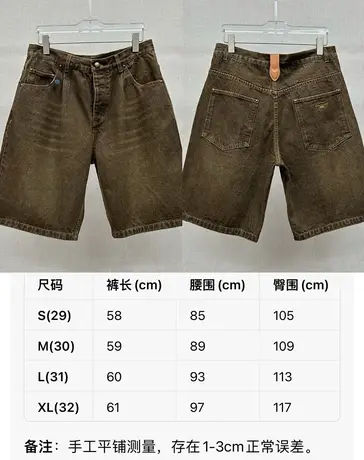 尺码 裤长(cm) 腰围(cm) 臀围(cm)
S(29) 58 85 105
M(30) 59 89 109
L(31) 60 93 113
XL(32) 61 97 117
备注：手工平铺测量，存在1-3cm正常误差。